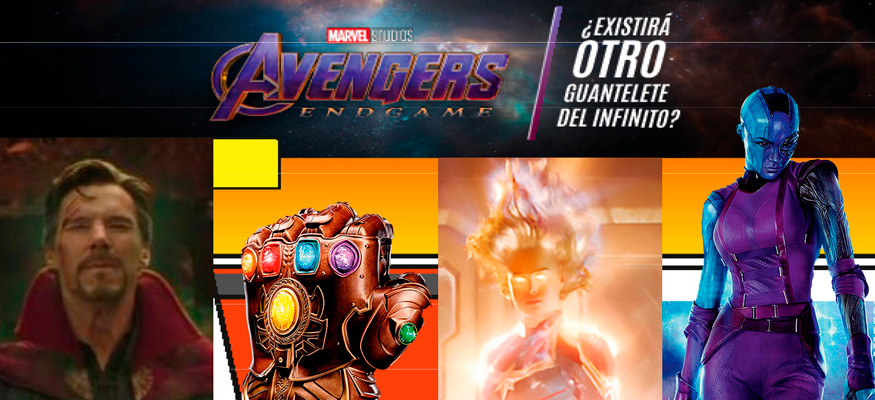 MARVEL STUDIOS
AVENGERS
ENDGAME
¿EXISTIRÁ
OTRO
GUANTELETE
DEL INFINITO?